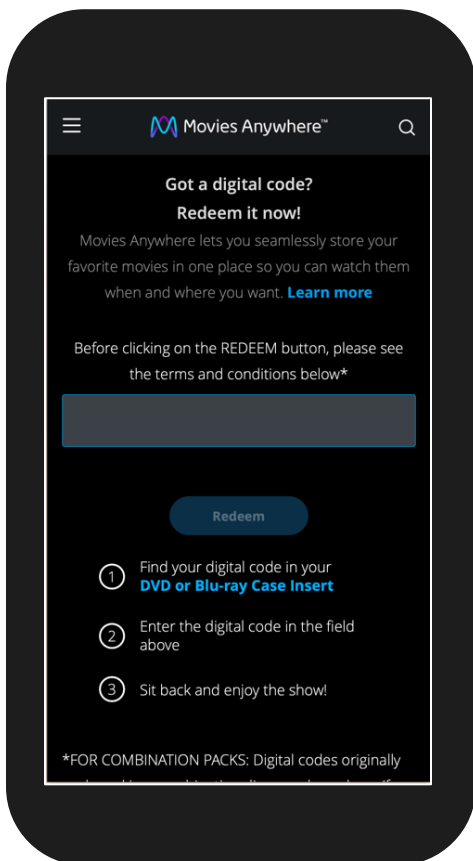 Movies Anywhere™
Got a digital code?
Redeem it now!
Movies Anywhere lets you seamlessly store your
favorite movies in one place so you can watch them
when and where you want. Learn more
Before clicking on the REDEEM button, please see
the terms and conditions below*
Redeem
1 Find your digital code in your
DVD or Blu-ray Case Insert
2 Enter the digital code in the field
above
3 Sit back and enjoy the show!
*FOR COMBINATION PACKS: Digital codes originally